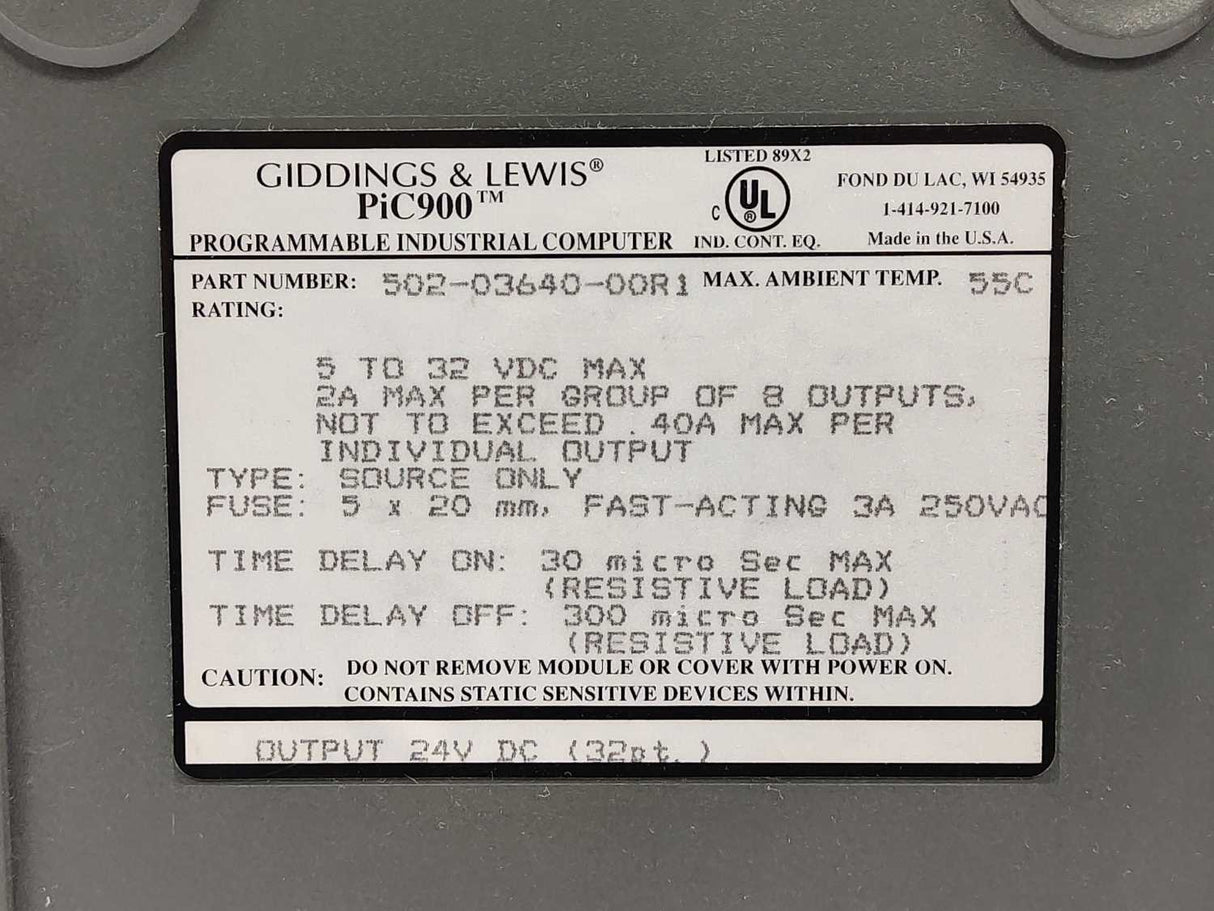 GIDDINGS & LEWIS®
PiC900™
PROGRAMMABLE INDUSTRIAL COMPUTER
LISTED 89X2
C UL ®
IND. CONT. EQ.
FOND DU LAC, WI 54935
1-414-921-7100
Made in the U.S.A.
PART NUMBER: 502-03640-00R1 MAX. AMBIENT TEMP. 55C
RATING:
5 TO 32 VDC MAX
2A MAX PER GROUP OF 8 OUTPUTS,
NOT TO EXCEED .40A MAX PER
INDIVIDUAL OUTPUT
TYPE: SOURCE ONLY
FUSE: 5 x 20 mm, FAST-ACTING 3A 250VAC
TIME DELAY ON: 30 micro Sec MAX
(RESISTIVE LOAD)
TIME DELAY OFF: 300 micro Sec MAX
(RESISTIVE LOAD)
CAUTION: DO NOT REMOVE MODULE OR COVER WITH POWER ON.
CONTAINS STATIC SENSITIVE DEVICES WITHIN.
OUTPUT 24V DC (32pt.)